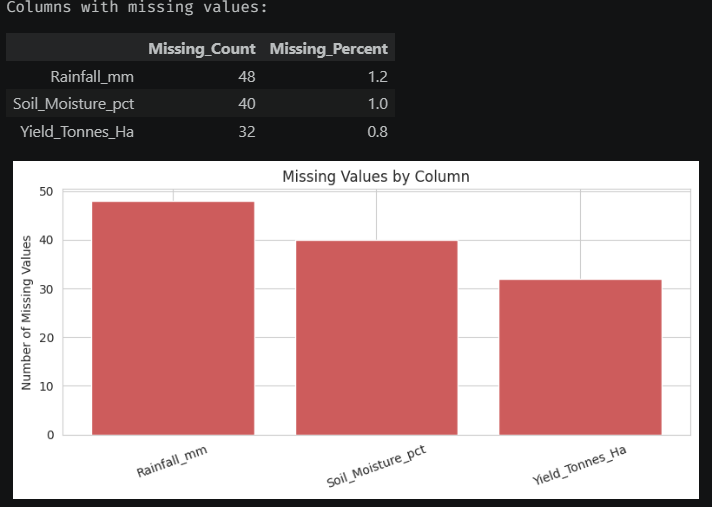 Columns with missing values:
Missing_Count Missing_Percent
Rainfall_mm 48 1.2
Soil_Moisture_pct 40 1.0
Yield_Tonnes_Ha 32 0.8
Missing Values by Column
Number of Missing Values
50
40
30
20
10
0
Rainfall_mm
Soil_Moisture_pct
Yield_Tonnes_Ha